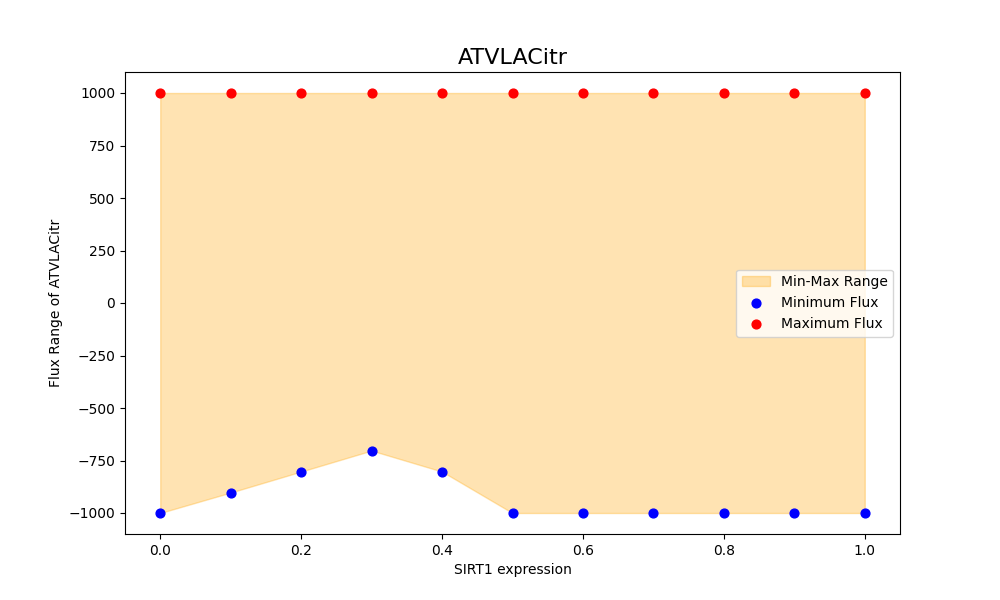 ATVLACitr
Flux Range of ATVLACitr
1000
750
500
250
0
−250
−500
−750
−1000
Min-Max Range
Minimum Flux
Maximum Flux
0.0
0.2
0.4
0.6
0.8
1.0
SIRT1 expression